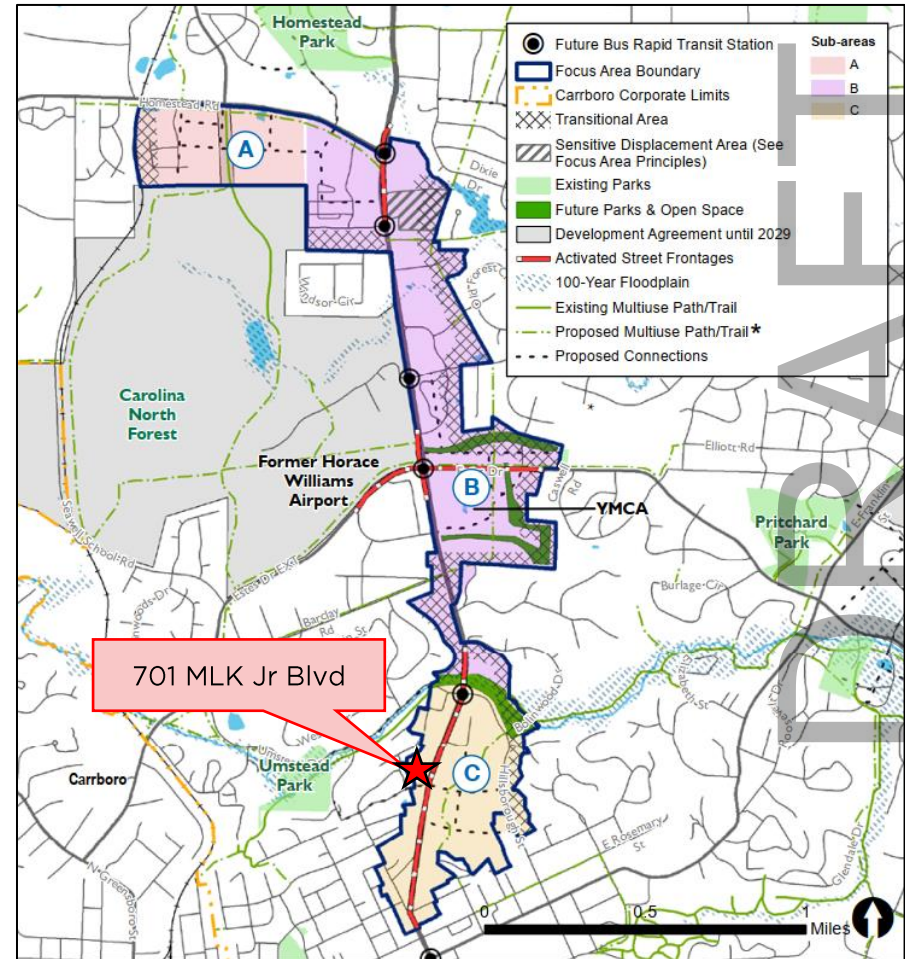 Homestead
Park
Future Bus Rapid Transit Station
Focus Area Boundary
Carrboro Corporate Limits
Transitional Area
Sensitive Displacement Area (See
Focus Area Principles)
Existing Parks
Future Parks & Open Space
Development Agreement until 2029
Activated Street Frontages
100-Year Floodplain
Existing Multiuse Path/Trail
Proposed Multiuse Path/Trail*
Proposed Connections
Sub-areas
A
B
C
DRAFT
Homestead Rd
A
Dixie
Dr
Windsor-Cir
Carolina
North
Forest
Former Horace
Williams
Airport
Elliott-Rd
Dr
Caswell
Rd
B
YMCA
E-Franklin
St
Pritchard
Park
Seawell-School-Rd
Estes Dr EXT
Burlage-Cir
Barclay
Rd
701 MLK Jr Blvd
Bolinwood-Dr
Elizabeth-St
Umstead
Park
Carrboro
C
Hillsborough-St
E Rosemary
St
Glendale-Dr
N-Greensboro-
St
0
0.5
1
Miles